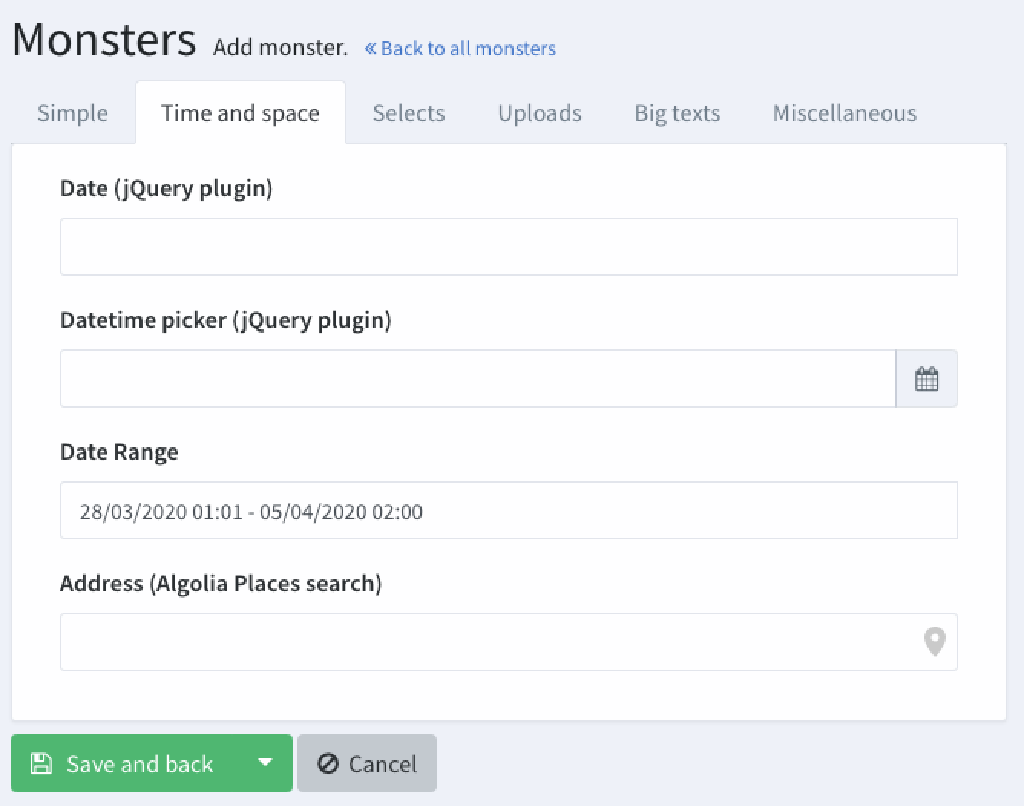 Monsters Add monster. « Back to all monsters
Simple Time and space Selects Uploads Big texts Miscellaneous
Date (jQuery plugin)
Datetime picker (jQuery plugin)
Date Range
28/03/2020 01:01 - 05/04/2020 02:00
Address (Algolia Places search)
Save and back Cancel